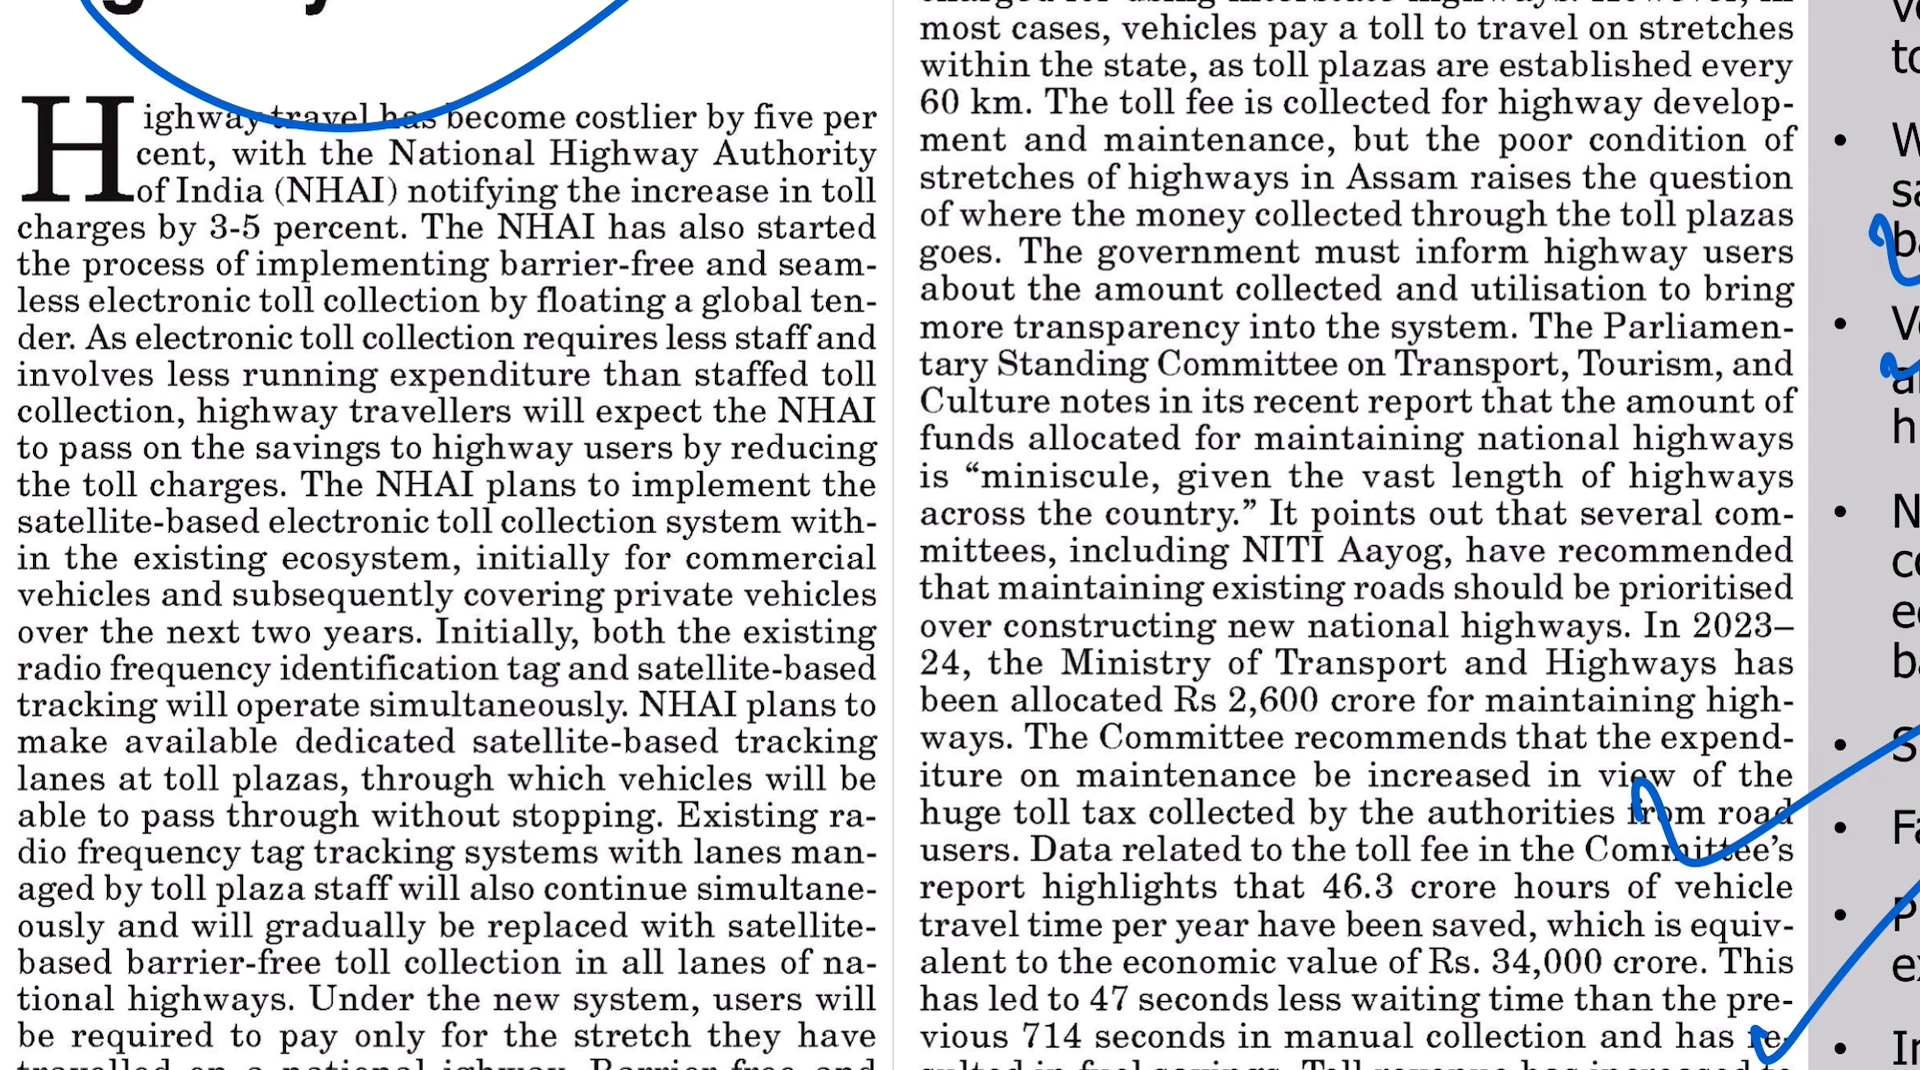 Highway travel has become costlier by five per
cent, with the National Highway Authority
of India (NHAI) notifying the increase in toll
charges by 3-5 percent. The NHAI has also started
the process of implementing barrier-free and seam-
less electronic toll collection by floating a global ten-
der. As electronic toll collection requires less staff and
involves less running expenditure than staffed toll
collection, highway travellers will expect the NHAI
to pass on the savings to highway users by reducing
the toll charges. The NHAI plans to implement the
satellite-based electronic toll collection system with-
in the existing ecosystem, initially for commercial
vehicles and subsequently covering private vehicles
over the next two years. Initially, both the existing
radio frequency identification tag and satellite-based
tracking will operate simultaneously. NHAI plans to
make available dedicated satellite-based tracking
lanes at toll plazas, through which vehicles will be
able to pass through without stopping. Existing ra-
dio frequency tag tracking systems with lanes man-
aged by toll plaza staff will also continue simultane-
ously and will gradually be replaced with satellite-
based barrier-free toll collection in all lanes of na-
tional highways. Under the new system, users will
be required to pay only for the stretch they have
most cases, vehicles pay a toll to travel on stretches
within the state, as toll plazas are established every
60 km. The toll fee is collected for highway develop-
ment and maintenance, but the poor condition of
stretches of highways in Assam raises the question
of where the money collected through the toll plazas
goes. The government must inform highway users
about the amount collected and utilisation to bring
more transparency into the system. The Parliamen-
tary Standing Committee on Transport, Tourism, and
Culture notes in its recent report that the amount of
funds allocated for maintaining national highways
is “miniscule, given the vast length of highways
across the country.” It points out that several com-
mittees, including NITI Aayog, have recommended
that maintaining existing roads should be prioritised
over constructing new national highways. In 2023–
24, the Ministry of Transport and Highways has
been allocated Rs 2,600 crore for maintaining high-
ways. The Committee recommends that the expend-
iture on maintenance be increased in view of the
huge toll tax collected by the authorities from road
users. Data related to the toll fee in the Committee’s
report highlights that 46.3 crore hours of vehicle
travel time per year have been saved, which is equiv-
alent to the economic value of Rs. 34,000 crore. This
has led to 47 seconds less waiting time than the pre-
vious 714 seconds in manual collection and has re-